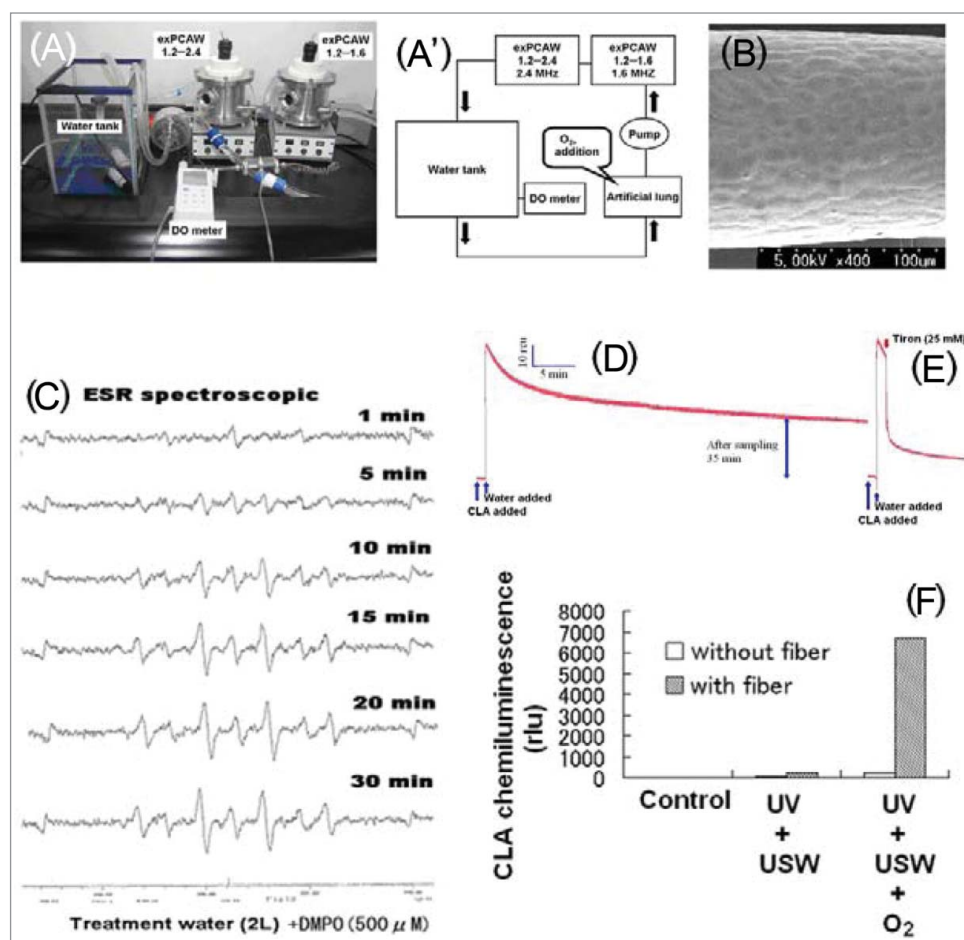 (A)
exPCAW
1.2−2.4
exPCAW
1.2−1.6
Water tank
DO meter
(A')
exPCAW
1.2−2.4
2.4 MHz
exPCAW
1.2−1.6
1.6 MHZ
Pump
O₂,
addition
Water tank
DO meter
Artificial lung
(B)
5,00kV x400 100µm
(C) ESR spectroscopic
1 min
5 min
10 min
15 min
20 min
30 min
Treatment water (2L) +DMPO (500 μ M)
(D)
10 rcu
5 min
After sampling
35 min
Water added
CLA added
(E)
Tiron (25 mM)
Water added
CLA added
(F)
CLA chemiluminescence
(rlu)
8000
7000
6000
5000
4000
3000
2000
1000
0
without fiber
with fiber
Control
UV
+
USW
UV
+
USW
+
O₂